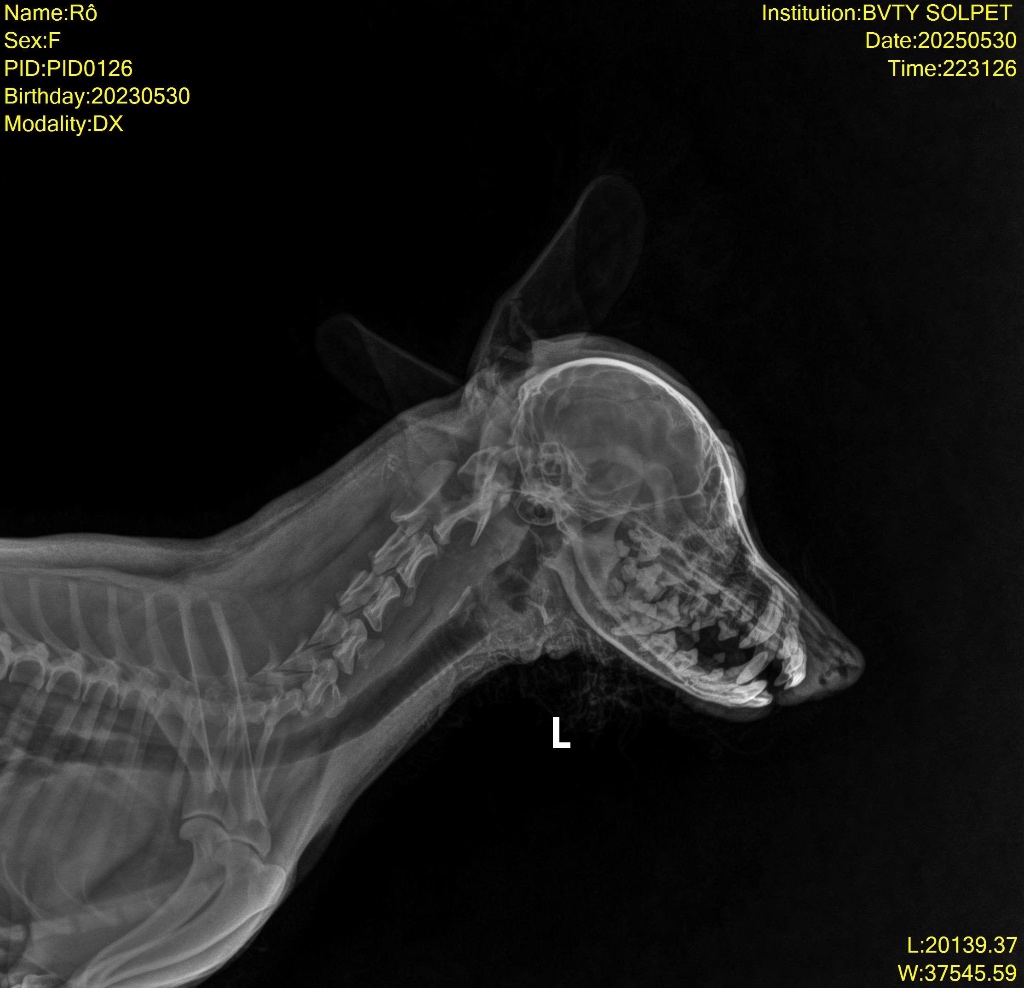 Name:Rô
Sex:F
PID:PID0126
Birthday:20230530
Modality:DX
Institution:BVTY SOLPET
Date:20250530
Time:223126
L
L:20139.37
W:37545.59